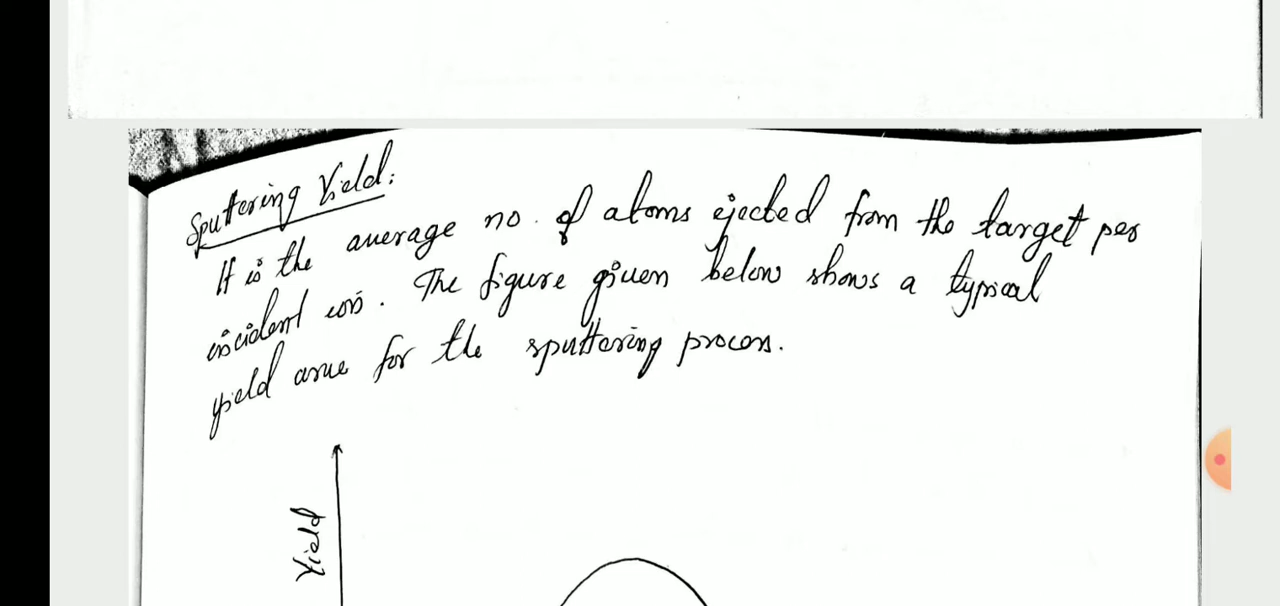 Sputtering Yield:
It is the average no. of atoms ejected from the target per
incident ion. The figure given below shows a typical
yield curve for the sputtering process.
Yield